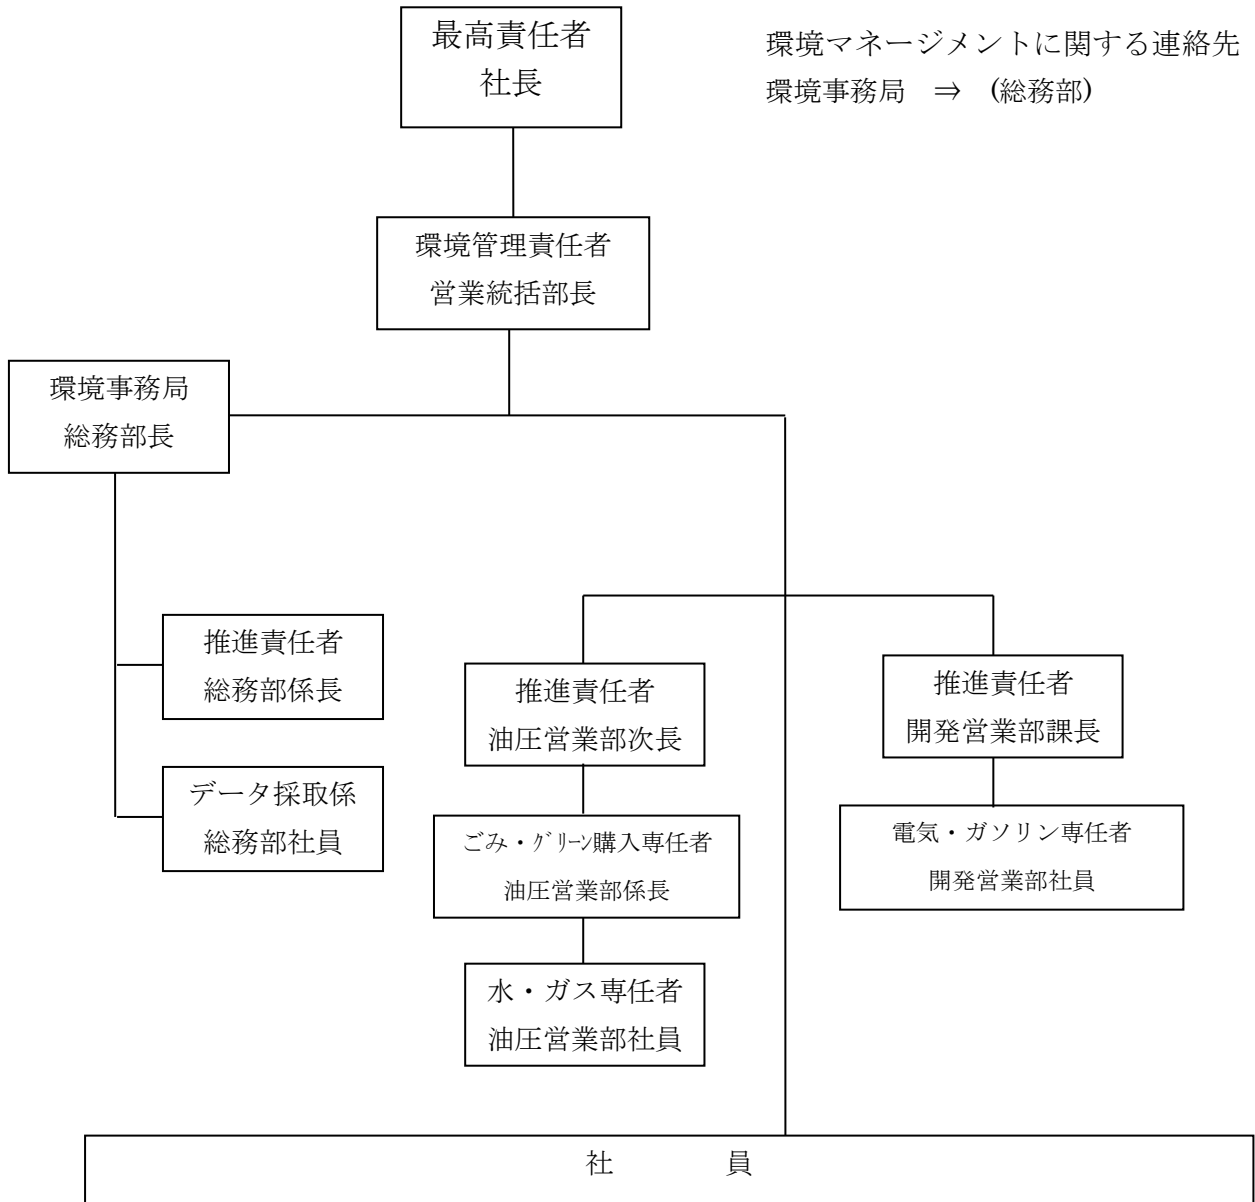 最高責任者
社長
環境マネージメントに関する連絡先
環境事務局　⇒　(総務部)
環境管理責任者
営業統括部長
環境事務局
総務部長
推進責任者
総務部係長
データ採取係
総務部社員
推進責任者
油圧営業部次長
ごみ・グリーン購入専任者
油圧営業部係長
水・ガス専任者
油圧営業部社員
推進責任者
開発営業部課長
電気・ガソリン専任者
開発営業部社員
社　　　員